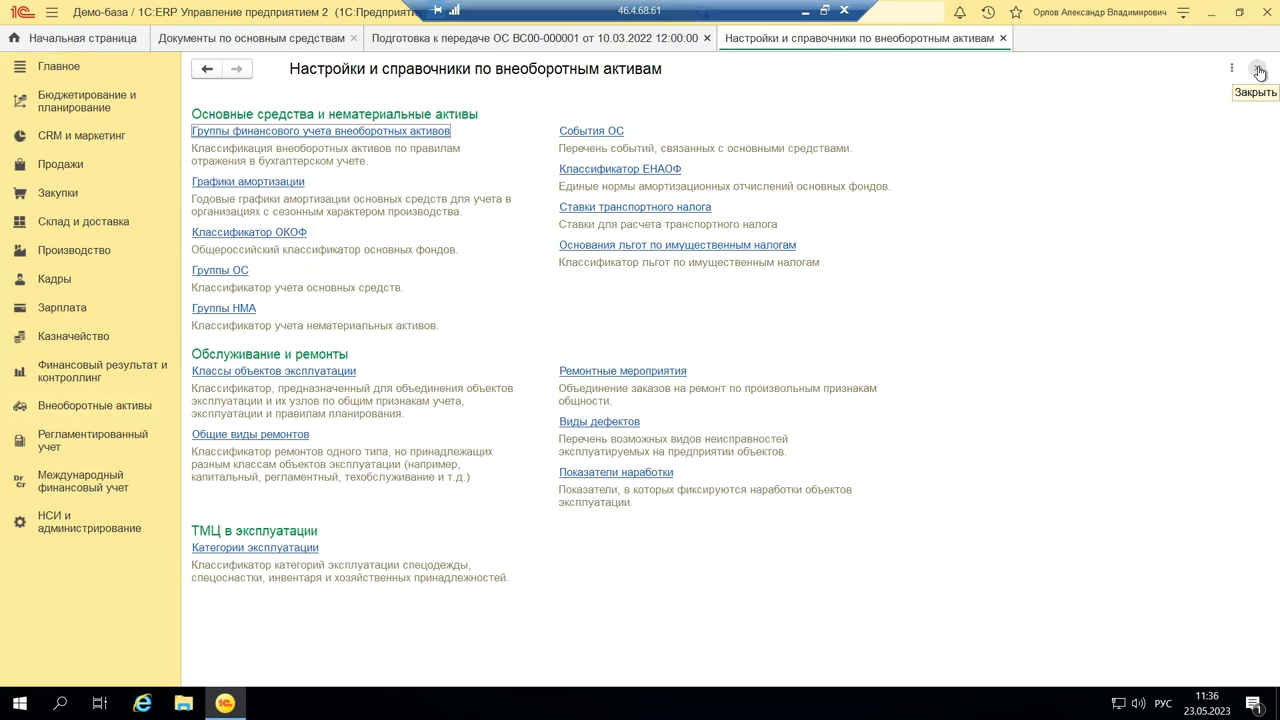 Демо-база / 1С:ERP Управление предприятием 2 (1С:Предприят
46.4.68.61
Орлов Александр Владимирович
Начальная страница
Документы по основным средствам
Подготовка к передаче ОС ВС00-000001 от 10.03.2022 12:00:00
Настройки и справочники по внеоборотным активам
Главное
Бюджетирование и
планирование
CRM и маркетинг
Продажи
Закупки
Склад и доставка
Производство
Кадры
Зарплата
Казначейство
Финансовый результат и
контроллинг
Внеоборотные активы
Регламентированный
учет
Международный
финансовый учет
НСИ и
администрирование
Настройки и справочники по внеоборотным активам
Закрыть
Основные средства и нематериальные активы
Группы финансового учета внеоборотных активов
Классификация внеоборотных активов по правилам
отражения в бухгалтерском учете.
Графики амортизации
Годовые графики амортизации основных средств для учета в
организациях с сезонным характером производства.
Классификатор ОКОФ
Общероссийский классификатор основных фондов.
Группы ОС
Классификатор учета основных средств.
Группы НМА
Классификатор учета нематериальных активов.
События ОС
Перечень событий, связанных с основными средствами.
Классификатор ЕНАОФ
Единые нормы амортизационных отчислений основных фондов.
Ставки транспортного налога
Ставки для расчета транспортного налога
Основания льгот по имущественным налогам
Классификатор льгот по имущественным налогам
Обслуживание и ремонты
Классы объектов эксплуатации
Классификатор, предназначенный для объединения объектов
эксплуатации и их узлов по общим признакам учета,
эксплуатации и правилам планирования.
Общие виды ремонтов
Классификатор ремонтов одного типа, но принадлежащих
разным классам объектов эксплуатации (например,
капитальный, регламентный, техобслуживание и т.д.)
Ремонтные мероприятия
Объединение заказов на ремонт по произвольным признакам
общности.
Виды дефектов
Перечень возможных видов неисправностей
эксплуатируемых на предприятии объектов.
Показатели наработки
Показатели, в которых фиксируются наработки объектов
эксплуатации.
ТМЦ в эксплуатации
Категории эксплуатации
Классификатор категорий эксплуатации спецодежды,
спецоснастки, инвентаря и хозяйственных принадлежностей.
РУС
11:36
23.05.2023
1